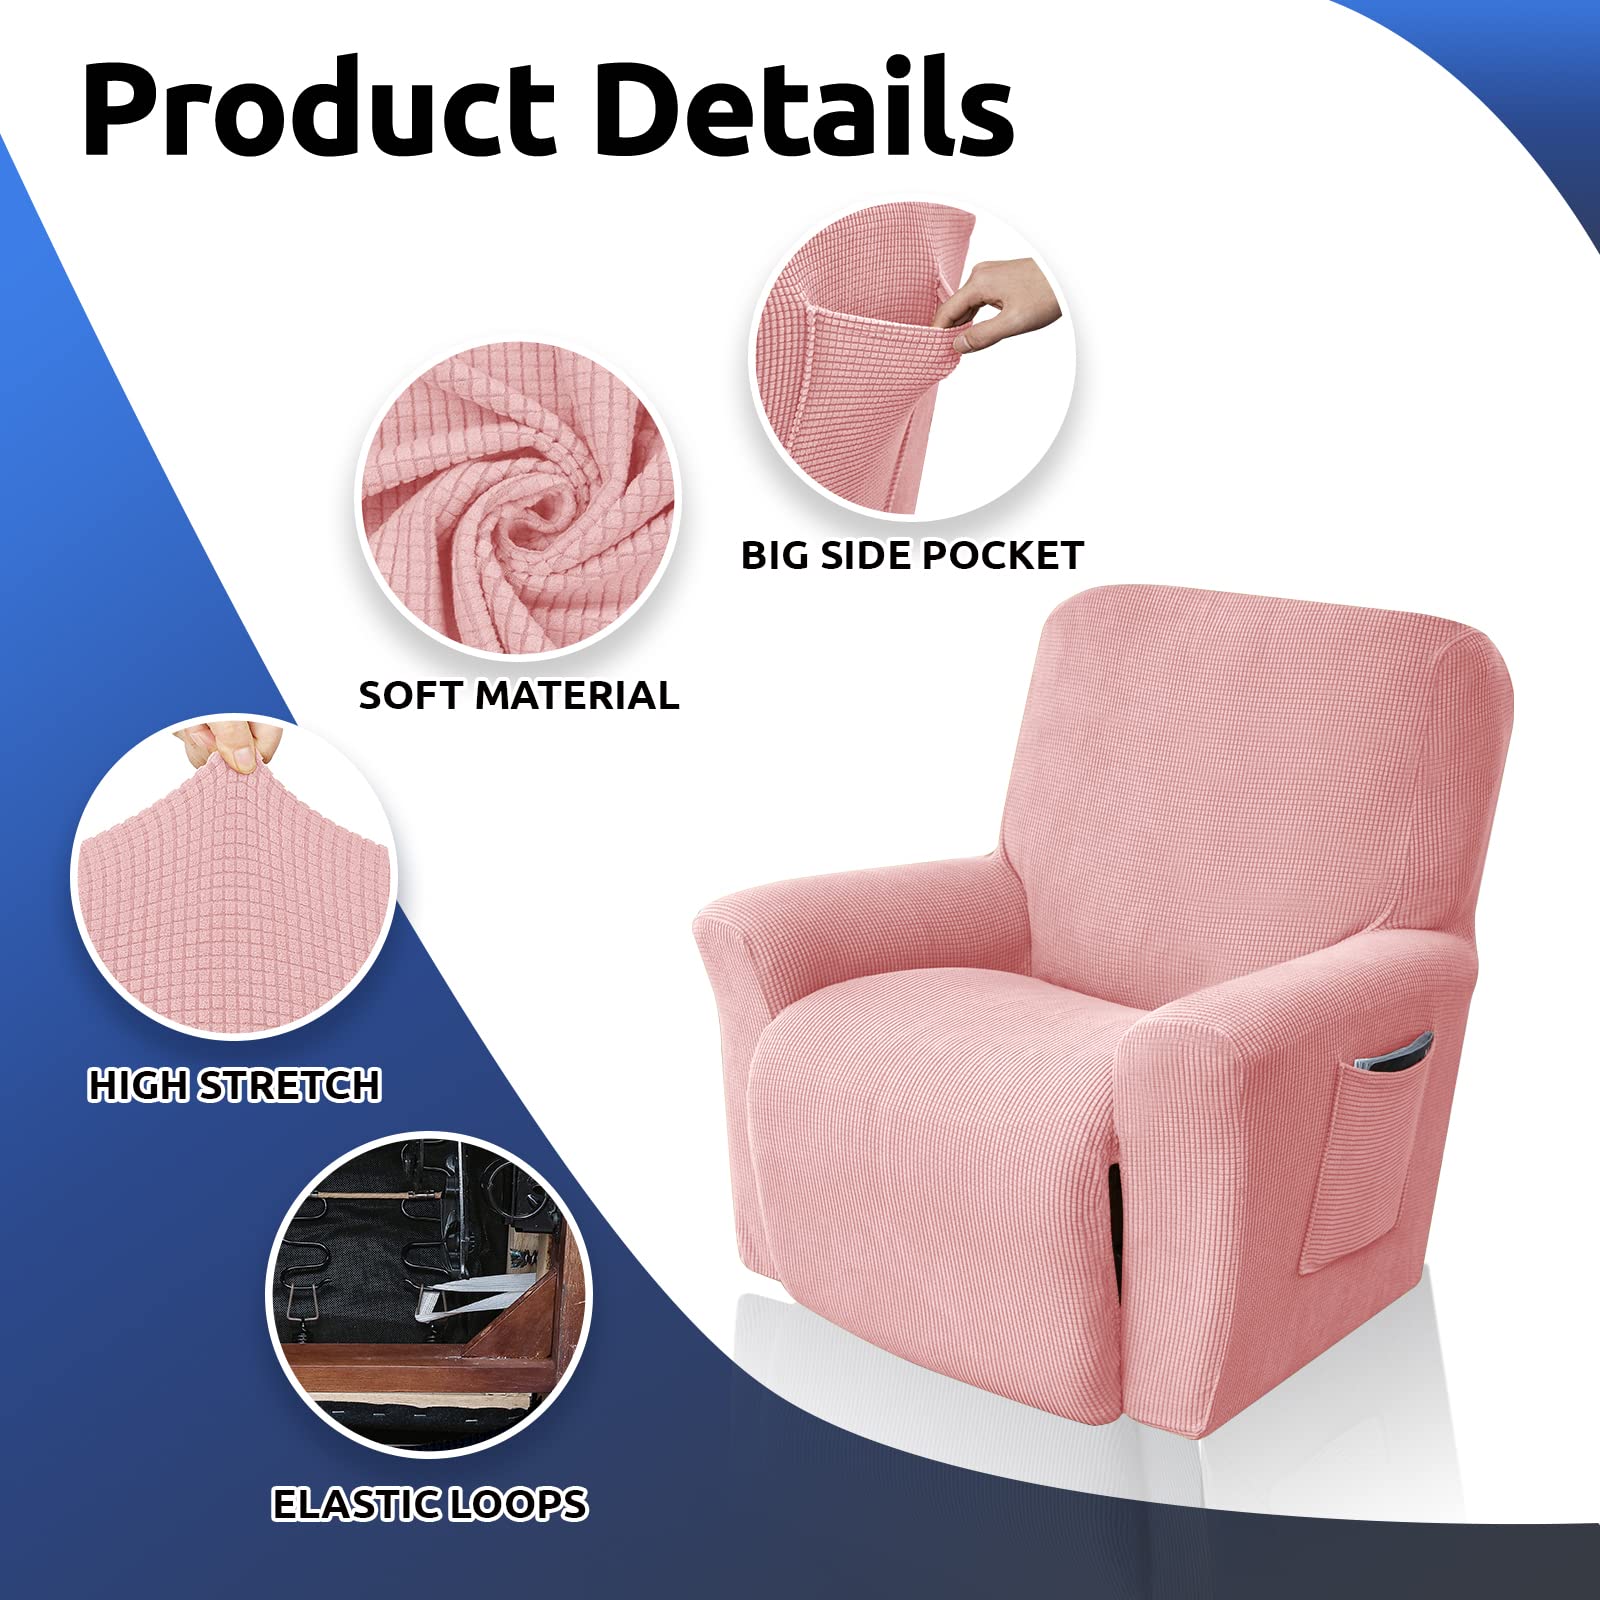 Product Details
BIG SIDE POCKET
SOFT MATERIAL
HIGH STRETCH
ELASTIC LOOPS